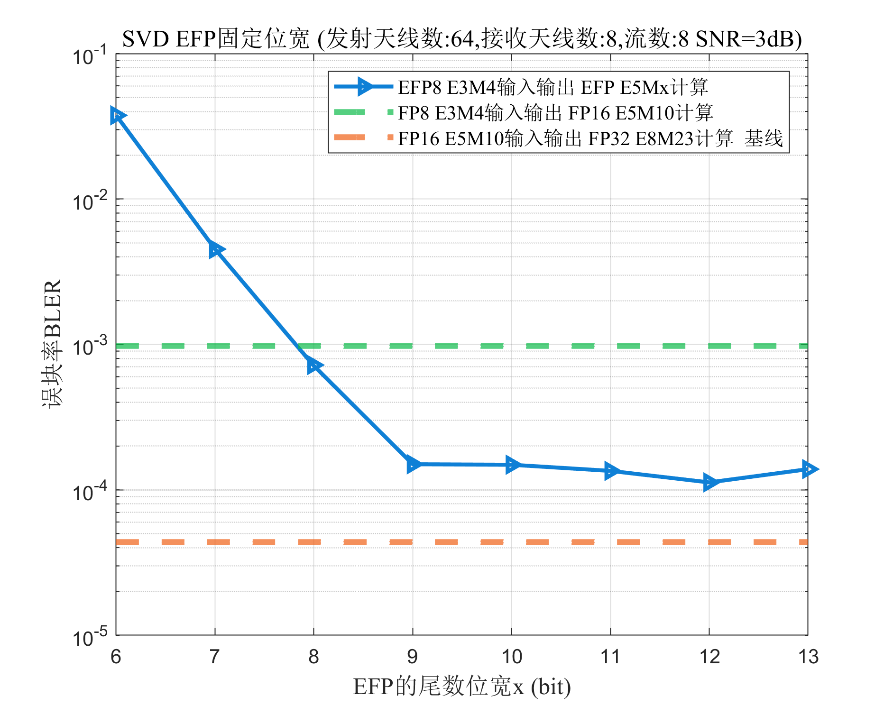 SVD EFP固定位宽 (发射天线数:64,接收天线数:8,流数:8 SNR=3dB)
EFP8 E3M4输入输出 EFP E5Mx计算
FP8 E3M4输入输出 FP16 E5M10计算
FP16 E5M10输入输出 FP32 E8M23计算 基线
误块率BLER
10^-1
10^-2
10^-3
10^-4
10^-5
6 7 8 9 10 11 12 13
EFP的尾数位宽x (bit)